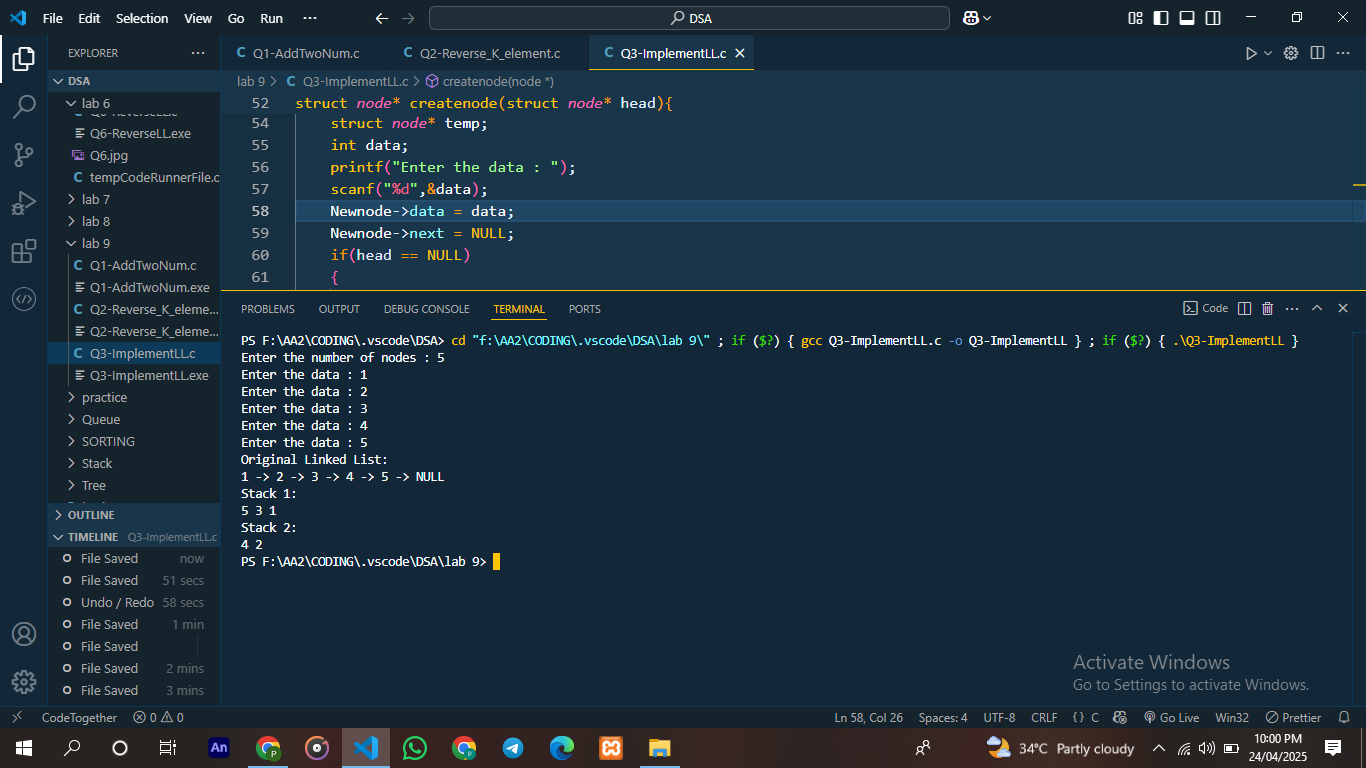 File Edit Selection View Go Run ··· DSA
EXPLORER ···
DSA
lab 6
Q6-ReverseLL.exe
Q6.jpg
tempCodeRunnerFile.c
lab 7
lab 8
lab 9
Q1-AddTwoNum.c
Q1-AddTwoNum.exe
Q2-Reverse_K_eleme...
Q2-Reverse_K_eleme...
Q3-ImplementLL.c
Q3-ImplementLL.exe
practice
Queue
SORTING
Stack
Tree
OUTLINE
TIMELINE Q3-ImplementLL.c
File Saved now
File Saved 51 secs
Undo / Redo 58 secs
File Saved 1 min
File Saved
File Saved 2 mins
File Saved 3 mins
C Q1-AddTwoNum.c C Q2-Reverse_K_element.c C Q3-ImplementLL.c
lab 9 > C Q3-ImplementLL.c > createnode(node *)
52 struct node* createnode(struct node* head){
54 struct node* temp;
55 int data;
56 printf("Enter the data : ");
57 scanf("%d",&data);
58 Newnode->data = data;
59 Newnode->next = NULL;
60 if(head == NULL)
61 {
PROBLEMS OUTPUT DEBUG CONSOLE TERMINAL PORTS Code
PS F:\AA2\CODING\.vscode\DSA> cd "f:\AA2\CODING\.vscode\DSA\lab 9\" ; if ($?) { gcc Q3-ImplementLL.c -o Q3-ImplementLL } ; if ($?) { .\Q3-ImplementLL }
Enter the number of nodes : 5
Enter the data : 1
Enter the data : 2
Enter the data : 3
Enter the data : 4
Enter the data : 5
Original Linked List:
1 -> 2 -> 3 -> 4 -> 5 -> NULL
Stack 1:
5 3 1
Stack 2:
4 2
PS F:\AA2\CODING\.vscode\DSA\lab 9>
Activate Windows
Go to Settings to activate Windows.
CodeTogether 0 0 Ln 58, Col 26 Spaces: 4 UTF-8 CRLF {} C Go Live Win32 Prettier
An P 34°C Partly cloudy 10:00 PM
24/04/2025